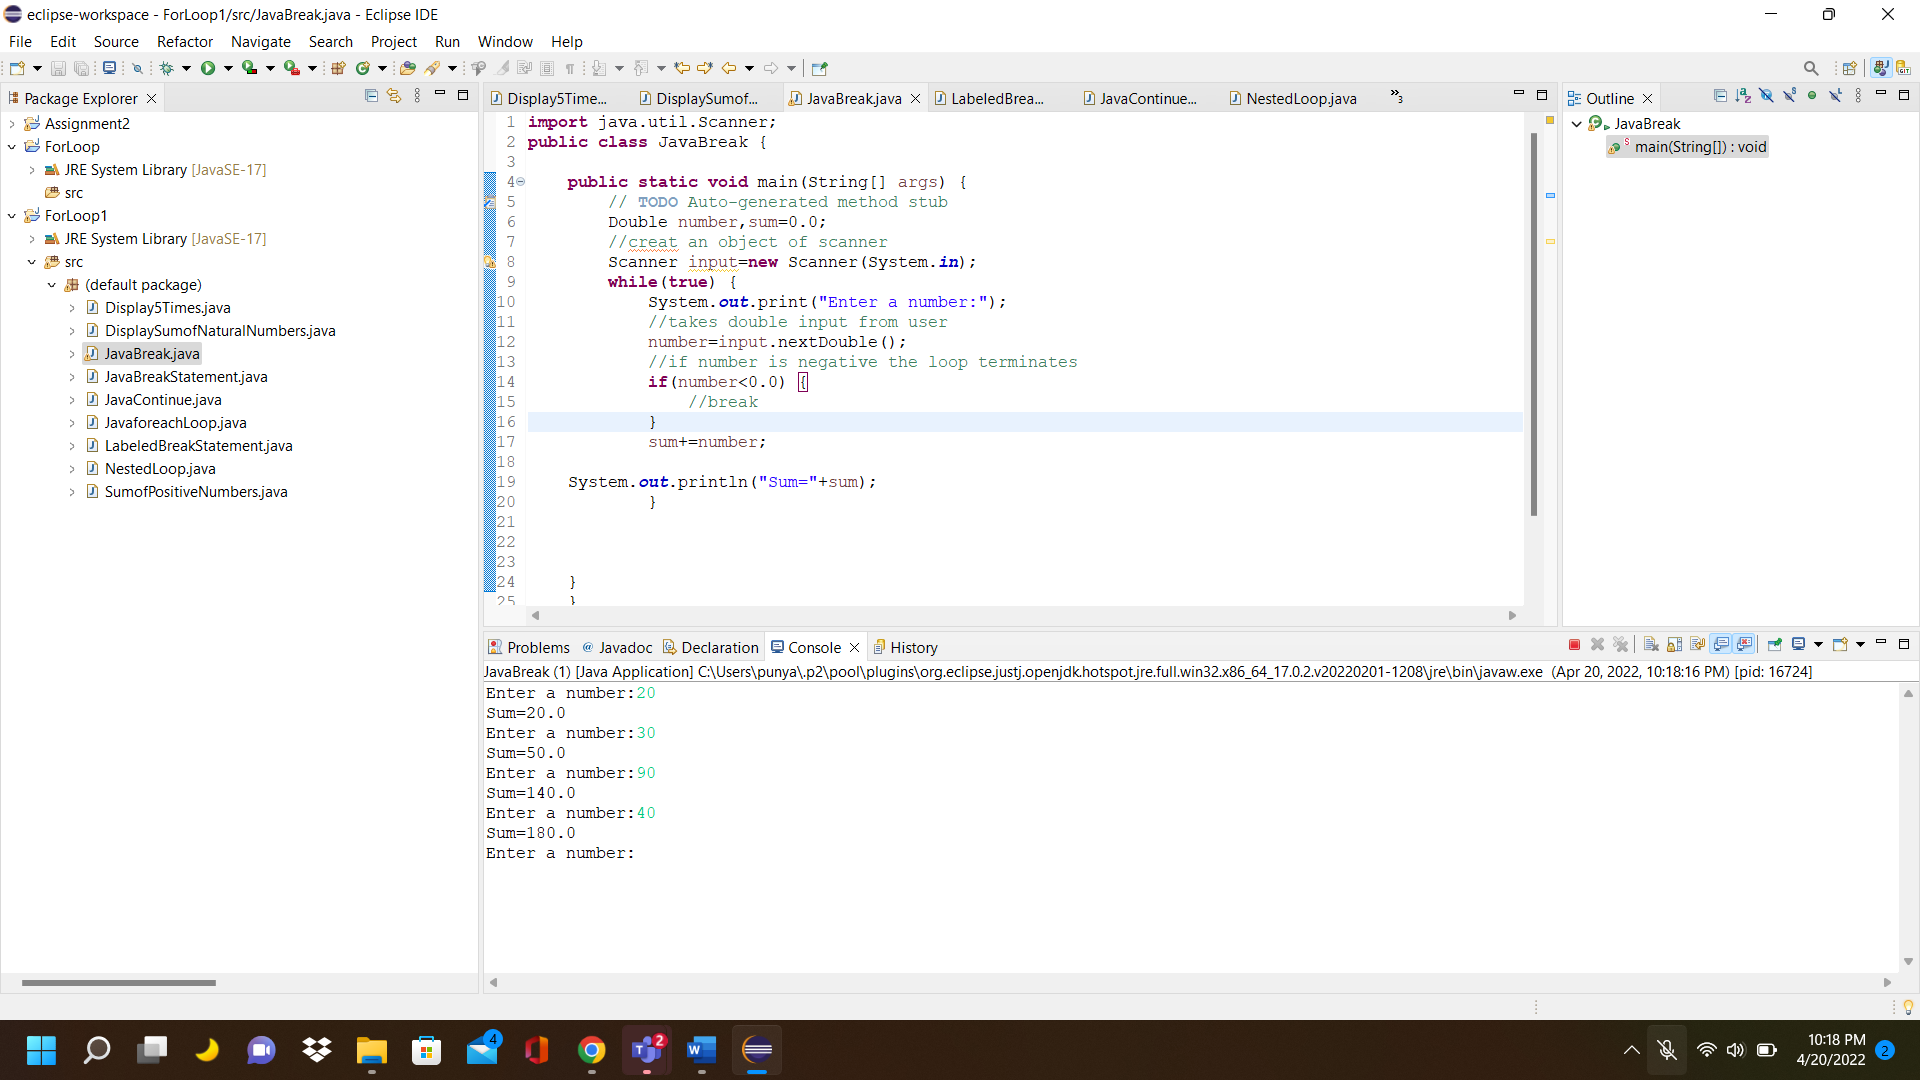 eclipse-workspace - ForLoop1/src/JavaBreak.java - Eclipse IDE
File Edit Source Refactor Navigate Search Project Run Window Help
Package Explorer
Assignment2
ForLoop
JRE System Library [JavaSE-17]
src
ForLoop1
JRE System Library [JavaSE-17]
src
(default package)
Display5Times.java
DisplaySumofNaturalNumbers.java
JavaBreak.java
JavaBreakStatement.java
JavaContinue.java
JavaforeachLoop.java
LabeledBreakStatement.java
NestedLoop.java
SumofPositiveNumbers.java
Display5Time... DisplaySumof... JavaBreak.java LabeledBrea... JavaContinue... NestedLoop.java »3
1 import java.util.Scanner;
2 public class JavaBreak {
3
4 public static void main(String[] args) {
5 // TODO Auto-generated method stub
6 Double number,sum=0.0;
7 //creat an object of scanner
8 Scanner input=new Scanner(System.in);
9 while(true) {
10 System.out.print("Enter a number:");
11 //takes double input from user
12 number=input.nextDouble();
13 //if number is negative the loop terminates
14 if(number<0.0) {
15 //break
16 }
17 sum+=number;
18
19 System.out.println("Sum="+sum);
20 }
21
22
23
24 }
25 }
Outline
JavaBreak
main(String[]) : void
Problems Javadoc Declaration Console History
JavaBreak (1) [Java Application] C:\Users\punya\.p2\pool\plugins\org.eclipse.justj.openjdk.hotspot.jre.full.win32.x86_64_17.0.2.v20220201-1208\jre\bin\javaw.exe (Apr 20, 2022, 10:18:16 PM) [pid: 16724]
Enter a number:20
Sum=20.0
Enter a number:30
Sum=50.0
Enter a number:90
Sum=140.0
Enter a number:40
Sum=180.0
Enter a number:
4
2
10:18 PM
4/20/2022
2